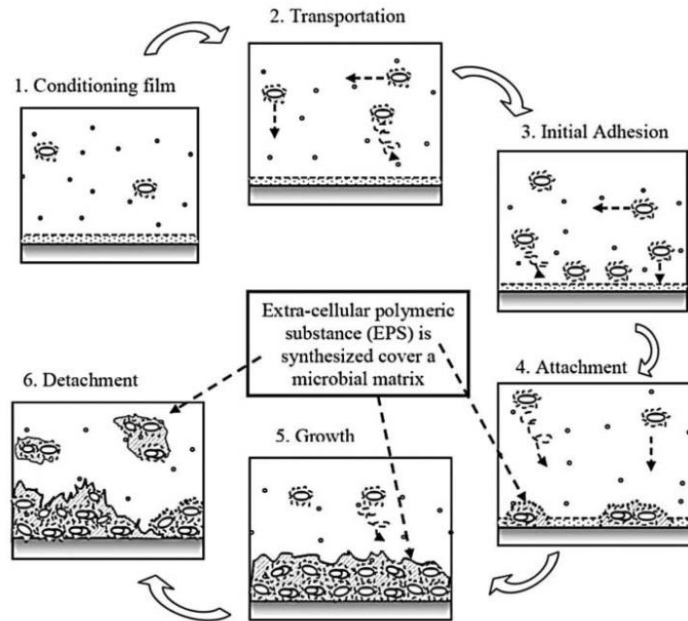 2. Transportation
1. Conditioning film
3. Initial Adhesion
Extra-cellular polymeric
substance (EPS) is
synthesized cover a
microbial matrix
6. Detachment
4. Attachment
5. Growth